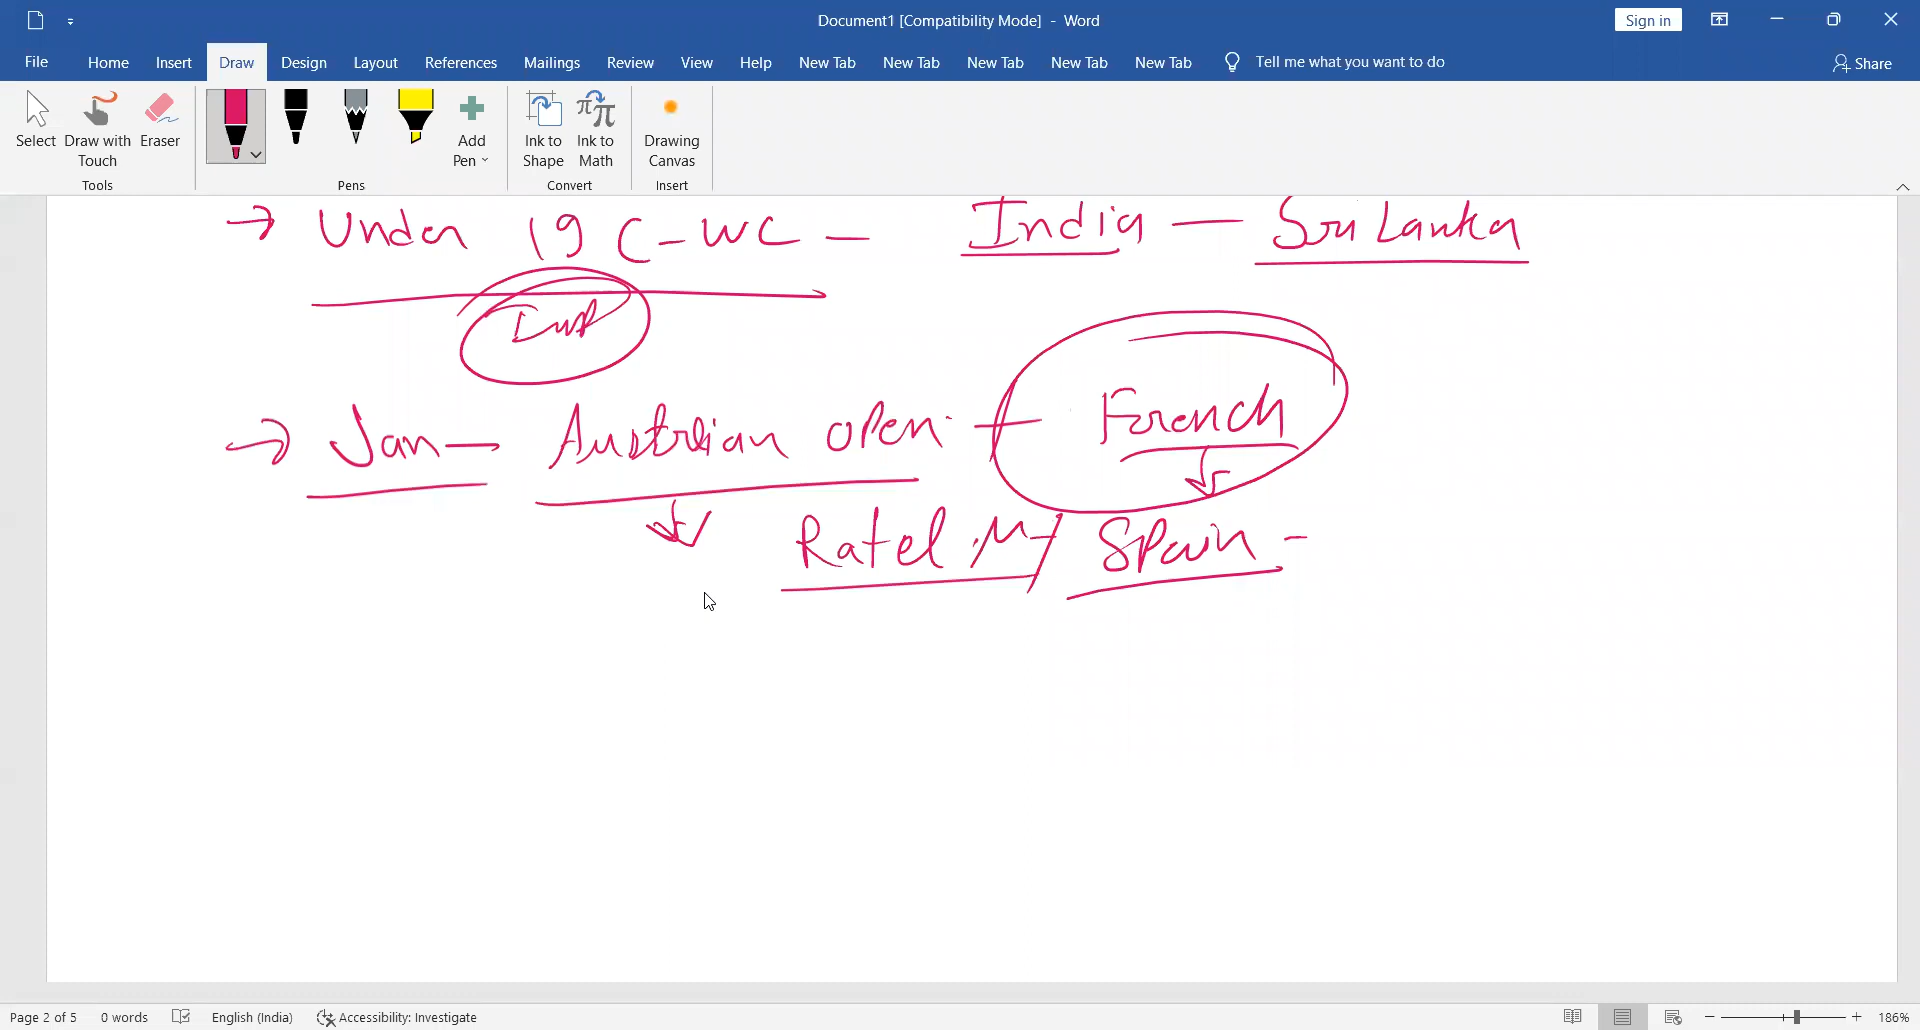 Document1 [Compatibility Mode] - Word
Sign in
File Home Insert Draw Design Layout References Mailings Review View Help New Tab New Tab New Tab New Tab New Tab Tell me what you want to do Share
Select Draw with Touch Eraser Add Pen Ink to Shape Ink to Math Drawing Canvas
Tools Pens Convert Insert
→ Under 19 C-WC - India - Sri Lanka
→ Jan - Austrlian open - French
Rafel N / Spain -
Page 2 of 5 0 words English (India) Accessibility: Investigate 186%